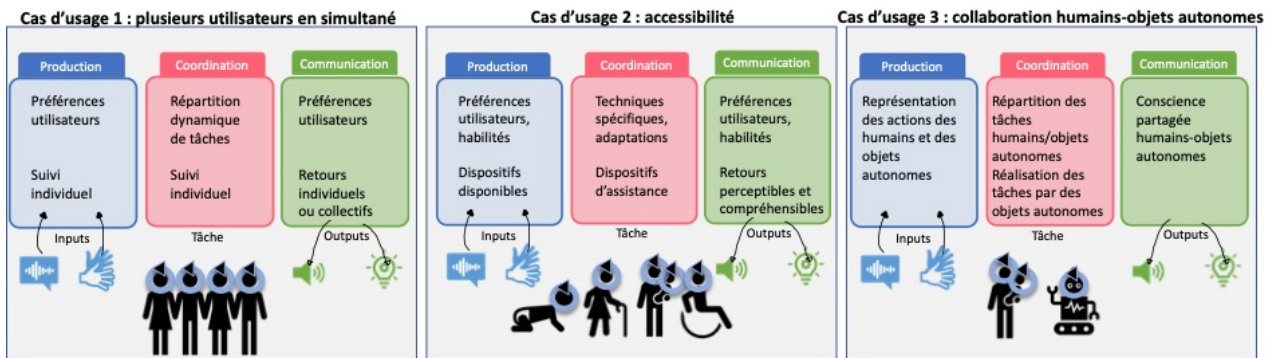 Cas d'usage 1 : plusieurs utilisateurs en simultané
Production
Préférences
utilisateurs
Suivi
individuel
Inputs
Coordination
Répartition
dynamique
de tâches
Suivi
individuel
Tâche
Communication
Préférences
utilisateurs
Retours
individuels
ou collectifs
Outputs
Cas d'usage 2 : accessibilité
Production
Préférences
utilisateurs,
habilités
Dispositifs
disponibles
Inputs
Coordination
Techniques
spécifiques,
adaptations
Dispositifs
d'assistance
Tâche
Communication
Préférences
utilisateurs,
habilités
Retours
perceptibles et
compréhensibles
Outputs
Cas d'usage 3 : collaboration humains-objets autonomes
Production
Représentation
des actions des
humains et des
objets
autonomes
Inputs
Coordination
Répartition des
tâches
humains/objets
autonomes
Réalisation des
tâches par des
objets autonomes
Tâche
Communication
Conscience
partagée
humains-objets
autonomes
Outputs